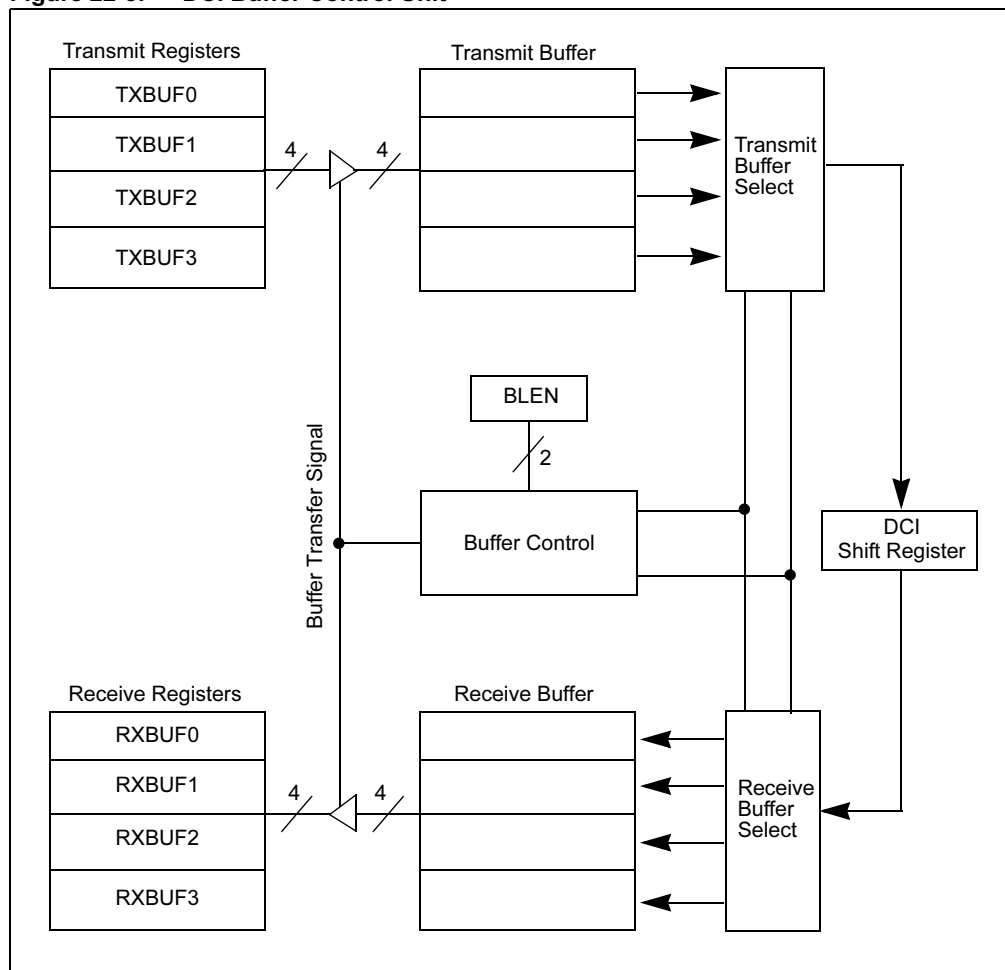 Transmit Registers
TXBUF0
TXBUF1
TXBUF2
TXBUF3
4
4
Transmit Buffer
Transmit
Buffer
Select
BLEN
2
Buffer Transfer Signal
Buffer Control
DCI
Shift Register
Receive Registers
RXBUF0
RXBUF1
RXBUF2
RXBUF3
4
4
Receive Buffer
Receive
Buffer
Select